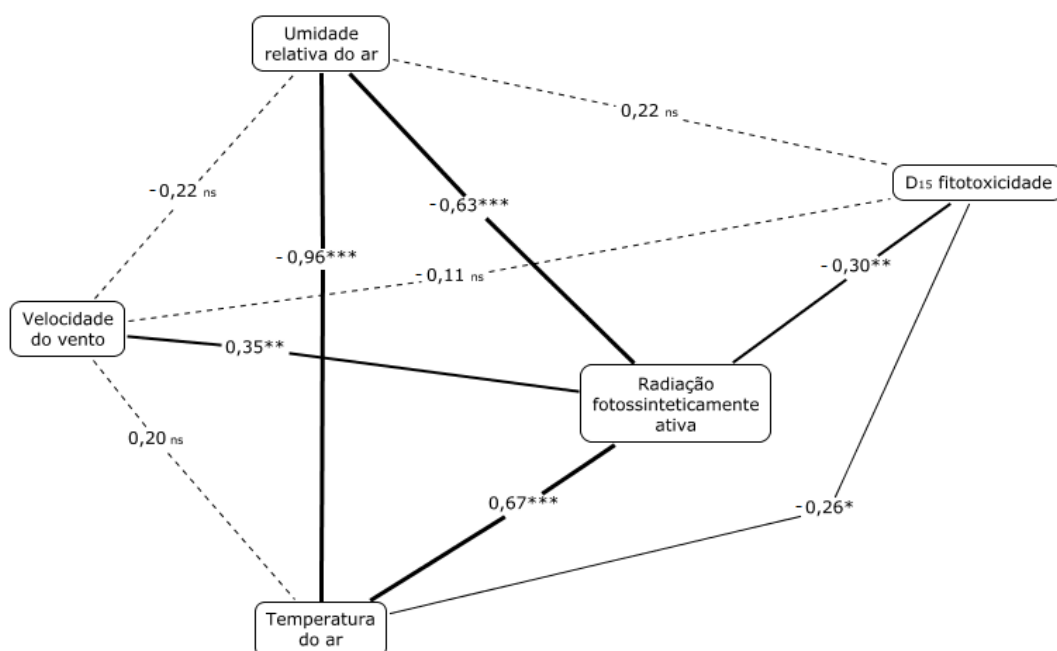 Umidade
relativa do ar
0,22 ns
D₁₅ fitotoxicidade
-0,22 ns
-0,63***
-0,96***
-0,11 ns
-0,30**
Velocidade
do vento
0,35**
Radiação
fotossinteticamente
ativa
0,20 ns
0,67***
-0,26*
Temperatura
do ar